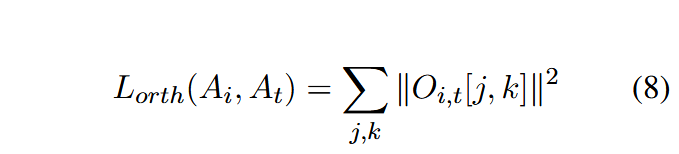 L_{orth}(A_i, A_t) = \sum_{j,k} \|O_{i,t}[j, k]\|^2 (8)